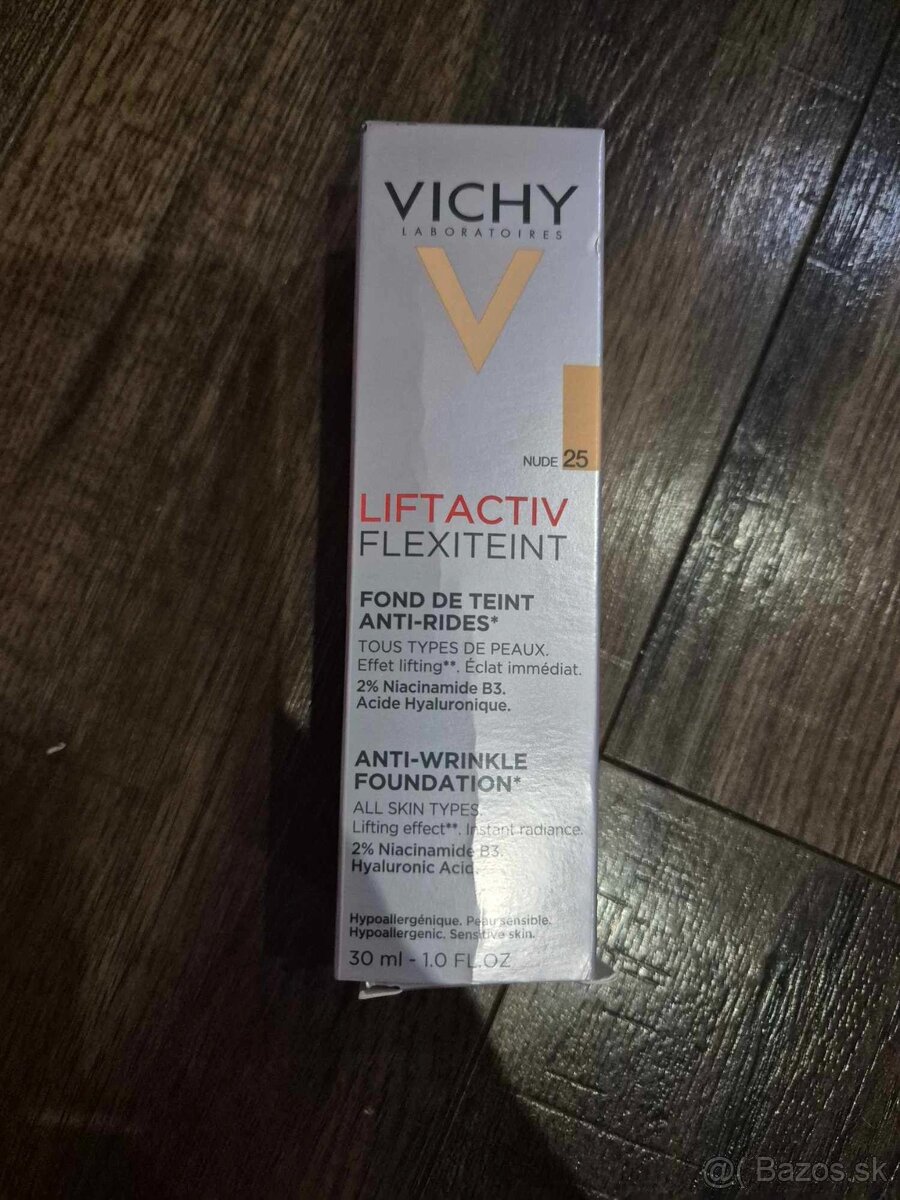 VICHY
LABORATOIRES
V
NUDE 25
LIFTACTIV
FLEXITEINT
FOND DE TEINT
ANTI-RIDES*
TOUS TYPES DE PEAUX.
Effet lifting**. Éclat immédiat.
2% Niacinamide B3.
Acide Hyaluronique.
ANTI-WRINKLE
FOUNDATION*
ALL SKIN TYPES.
Lifting effect**. Instant radiance.
2% Niacinamide B3.
Hyaluronic Acid.
Hypoallergénique. Peau sensible.
Hypoallergenic. Sensitive skin.
30 ml - 1.0 FL.OZ
@( Bazos.sk